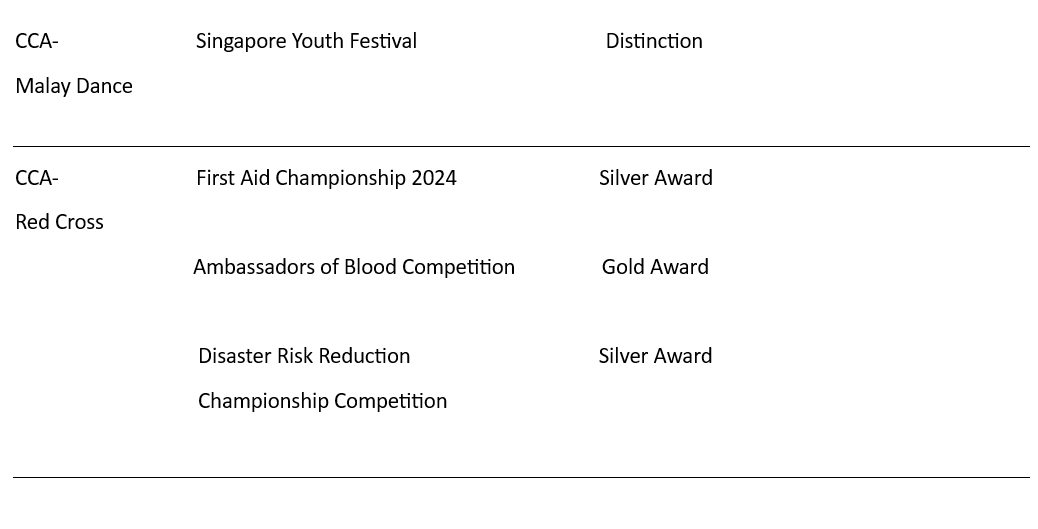 CCA- Singapore Youth Festival Distinction
Malay Dance
CCA- First Aid Championship 2024 Silver Award
Red Cross
Ambassadors of Blood Competition Gold Award
Disaster Risk Reduction Silver Award
Championship Competition